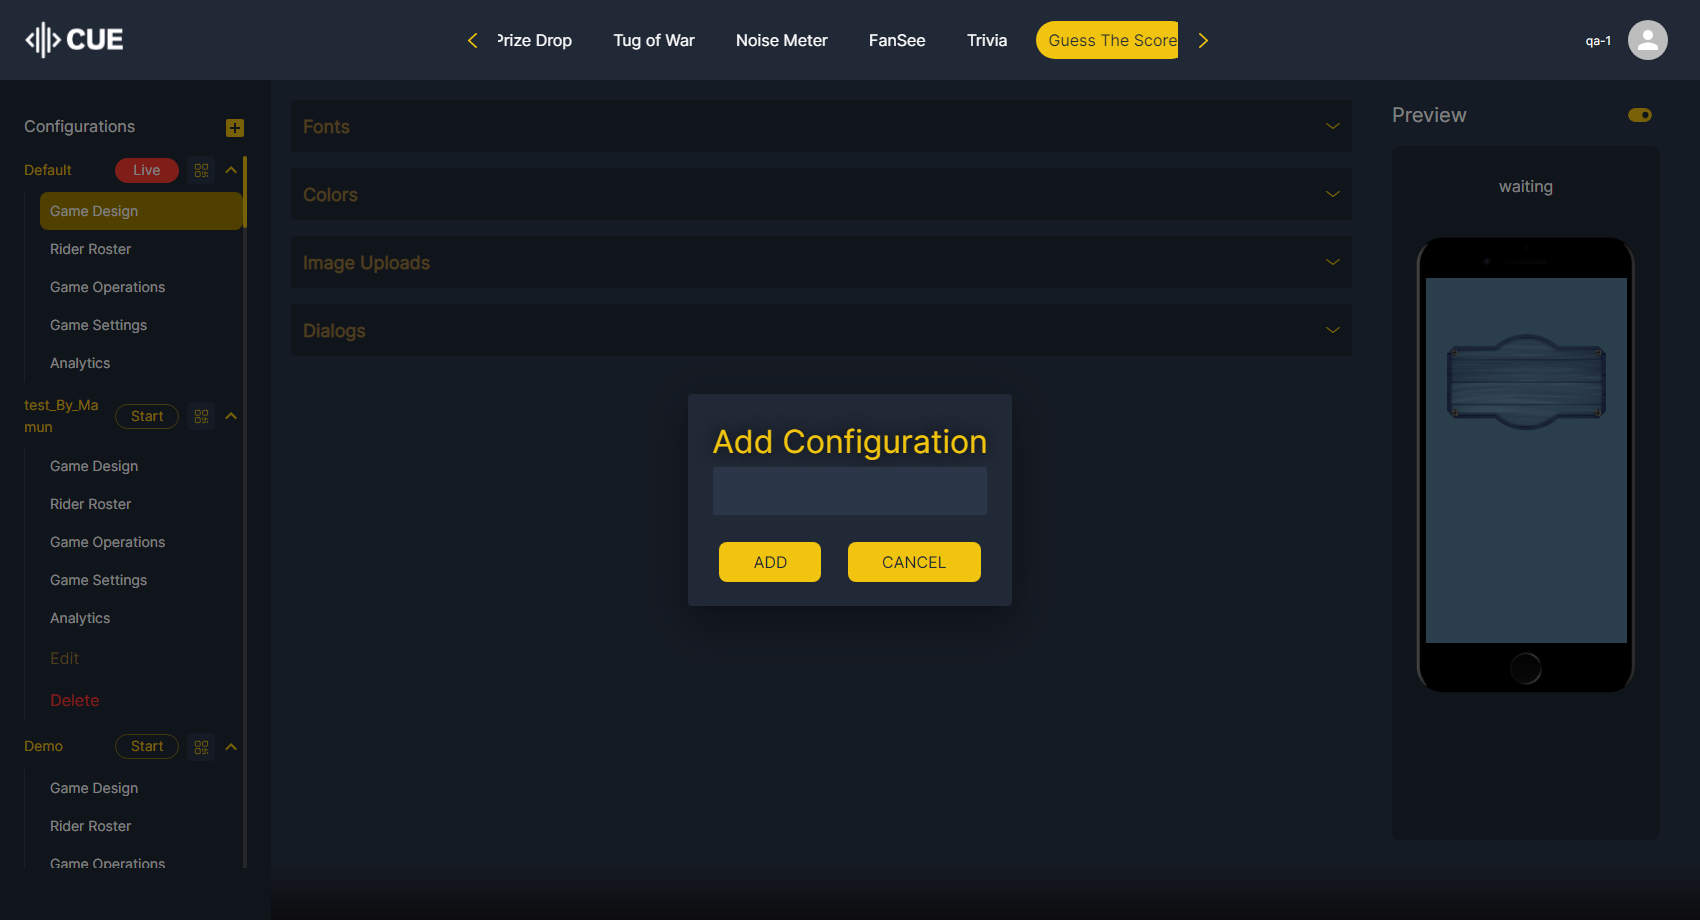 CUE
Prize Drop
Tug of War
Noise Meter
FanSee
Trivia
Guess The Score
qa-1
Configurations
Default
Live
Game Design
Rider Roster
Game Operations
Game Settings
Analytics
test_By_Ma
mun
Start
Game Design
Rider Roster
Game Operations
Game Settings
Analytics
Edit
Delete
Demo
Start
Game Design
Rider Roster
Game Operations
Fonts
Colors
Image Uploads
Dialogs
Add Configuration
ADD
CANCEL
Preview
waiting